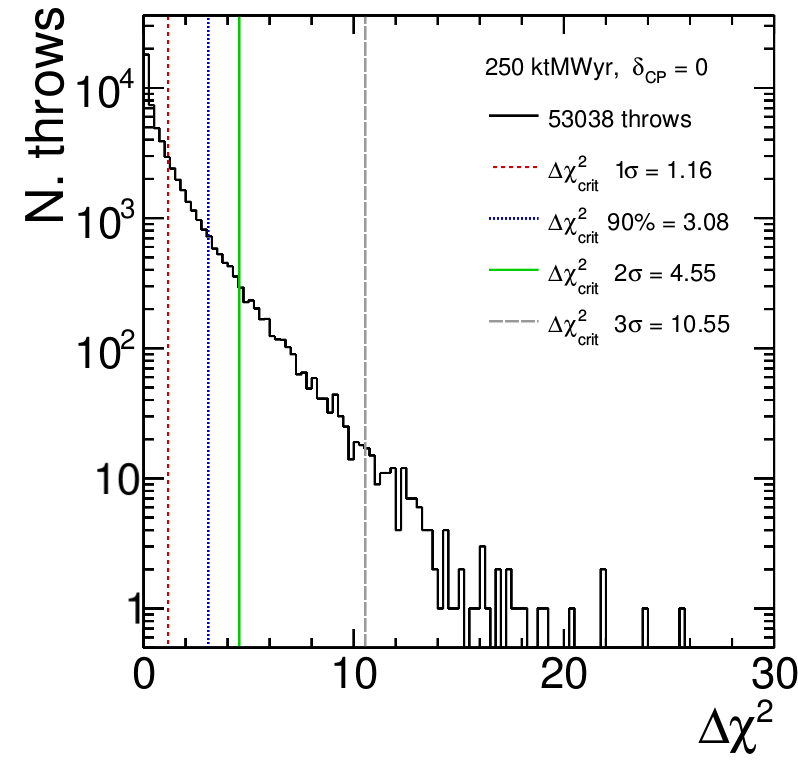 N. throws
10⁴
10³
10²
10
1
0 10 20 30
Δχ²
250 ktMWyr, δ_CP = 0
53038 throws
Δχ²_crit 1σ = 1.16
Δχ²_crit 90% = 3.08
Δχ²_crit 2σ = 4.55
Δχ²_crit 3σ = 10.55